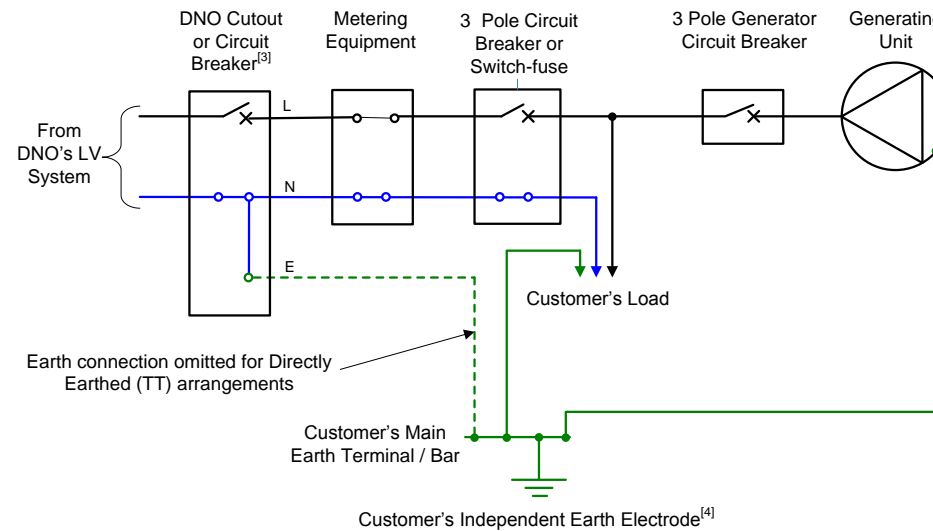 DNO Cutout
or Circuit
Breaker[3]
Metering
Equipment
3 Pole Circuit
Breaker or
Switch-fuse
3 Pole Generator
Circuit Breaker
Generating
Unit
L
From
DNO's LV
System
N
E
Customer's Load
Earth connection omitted for Directly
Earthed (TT) arrangements
Customer's Main
Earth Terminal / Bar
Customer's Independent Earth Electrode[4]